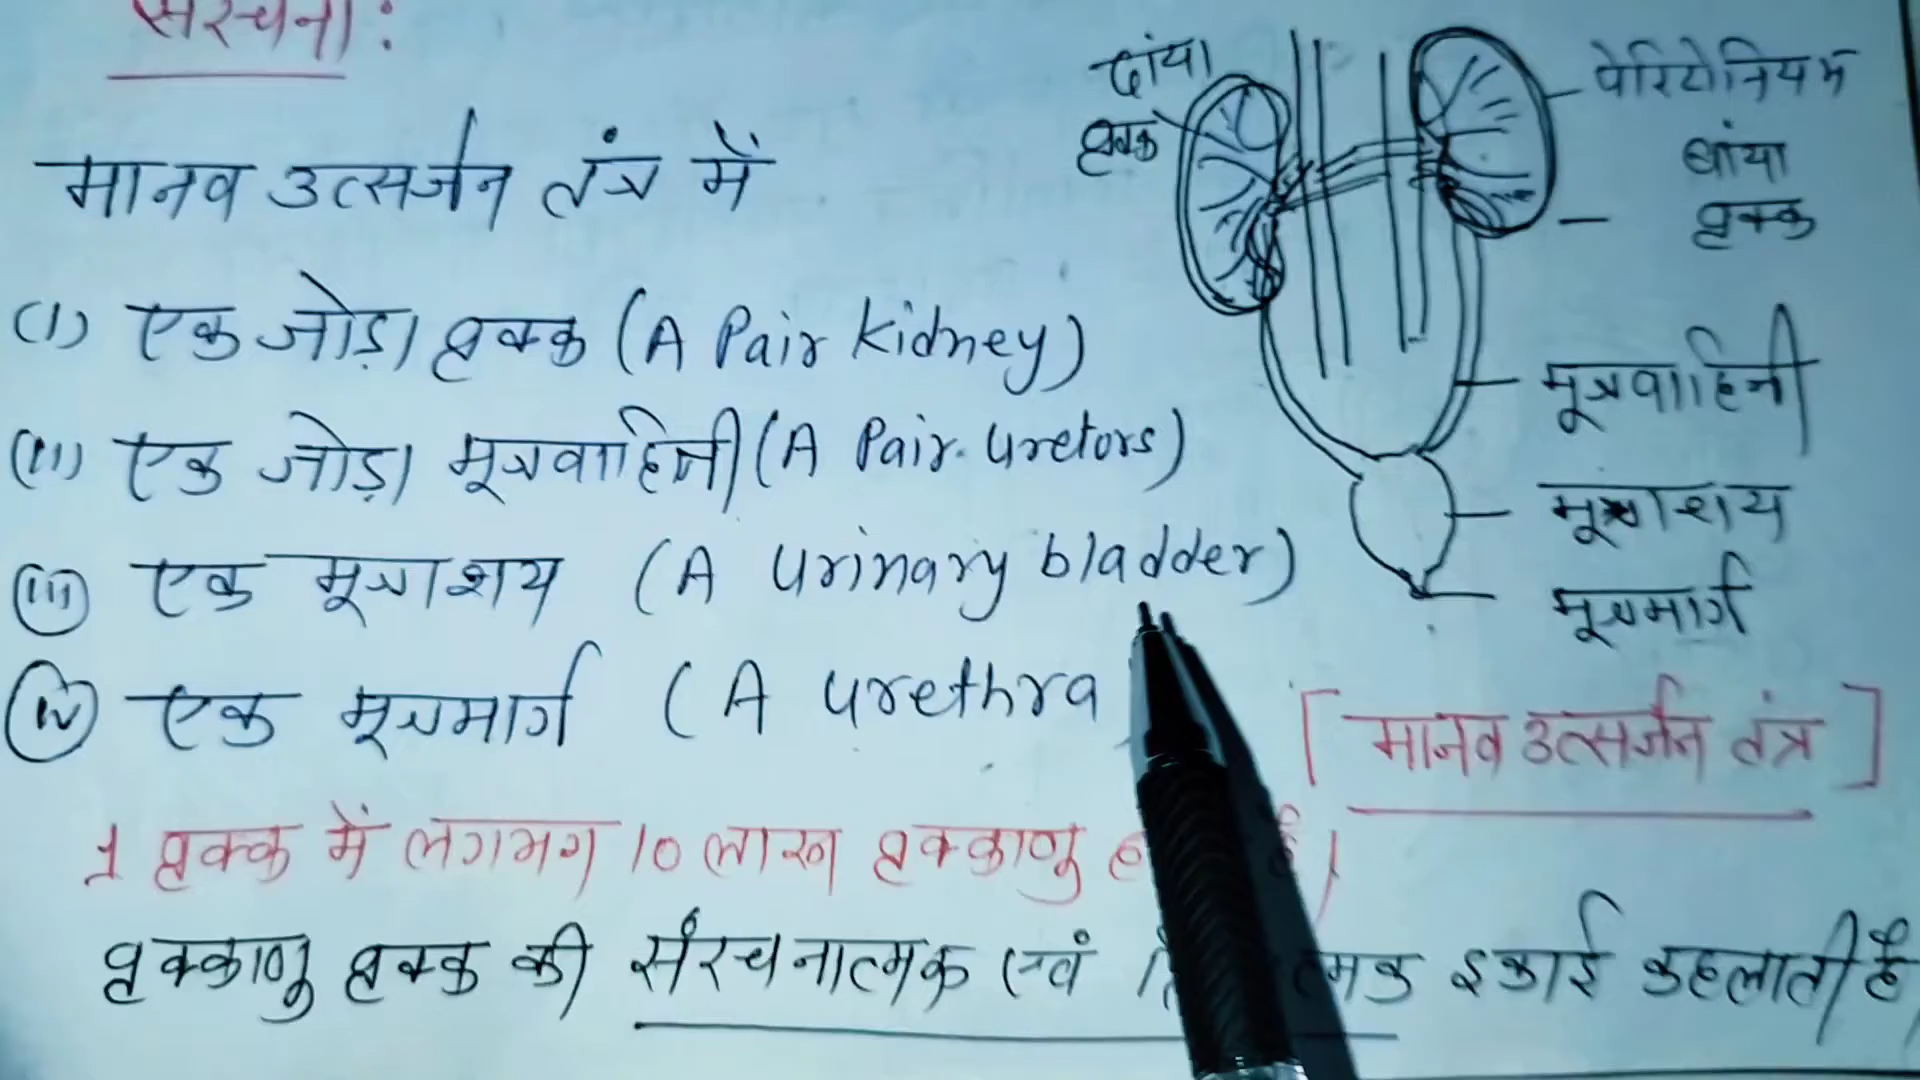 संरचना:
मानव उत्सर्जन तंत्र में
(I) एक जोड़ा वृक्क (A Pair Kidney)
(II) एक जोड़ा मूत्रवाहिनी (A Pair. Uretors)
(III) एक मूत्राशय (A Urinary bladder)
(IV) एक मूत्रमार्ग (A urethra
1 वृक्क में लगभग 10 लाख वृक्काणु
वृक्काणु वृक्क की संरचनात्मक एवं इकाई कहलाती है
दांया
वृक्क
पेरिटोनियम
बांया
वृक्क
मूत्रवाहिनी
मूत्राशय
मूत्रमार्ग
[मानव उत्सर्जन तंत्र]